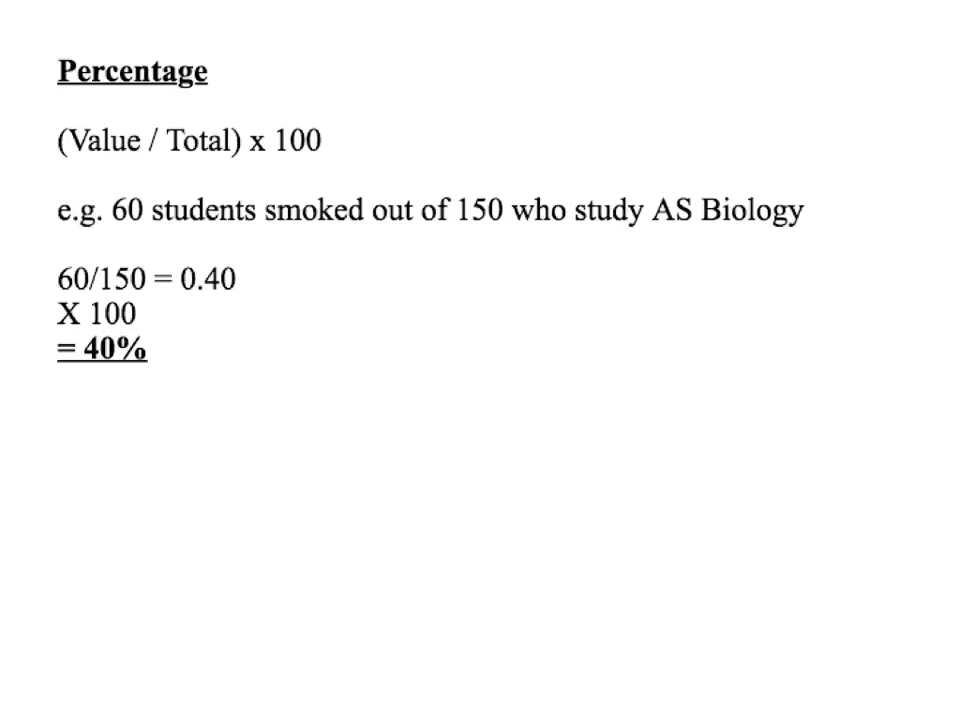 Percentage
(Value / Total) x 100
e.g. 60 students smoked out of 150 who study AS Biology
60/150 = 0.40
X 100
= 40%